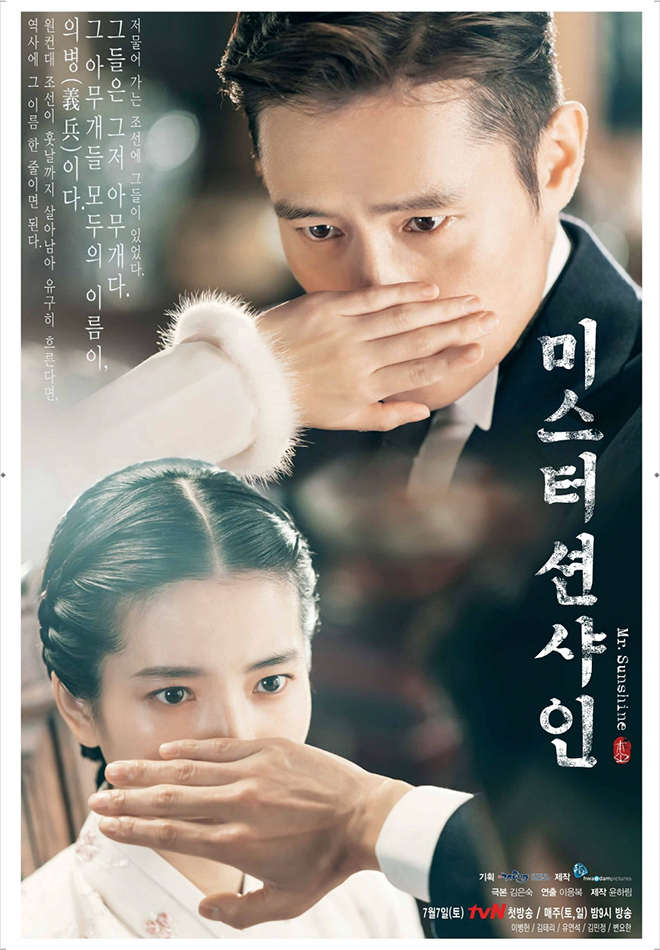 저물어 가는 조선에 그들이 있었다.
그들은 그저 아무개다.
그 아무개들 모두의 이름이,
의병(義兵)이다.
원컨대 조선이 훗날까지 살아남아 유구히 흐른다면,
역사에 그 이름 한 줄이면 된다.
미스터션샤인
Mr. Sunshine
기획 제작 hwa&dampictures
극본 김은숙 연출 이응복 제작 윤하림
7월7일(토) tvN 첫방송 / 매주(토,일) 밤9시 방송
이병헌 / 김태리 / 유연석 / 김민정 / 변요한